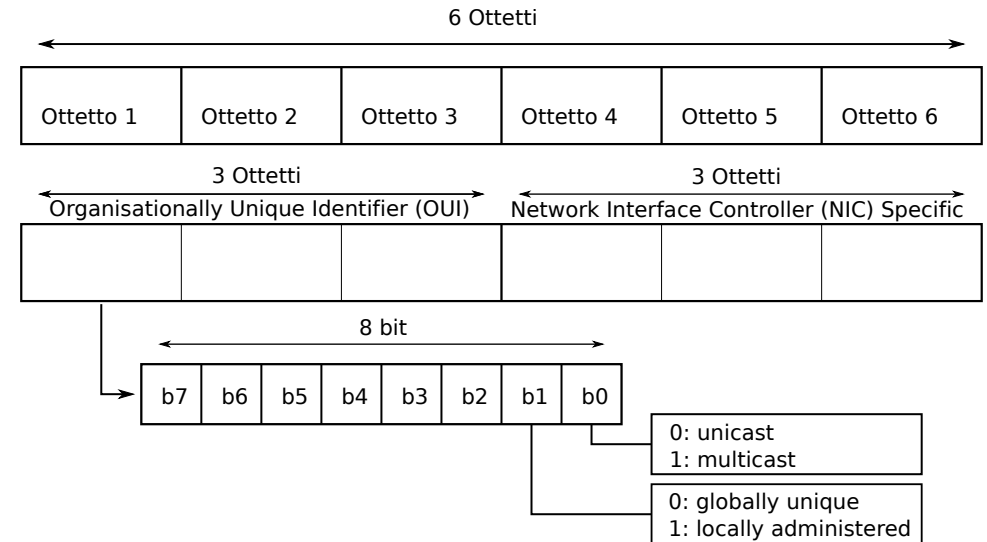 6 Ottetti
Ottetto 1 Ottetto 2 Ottetto 3 Ottetto 4 Ottetto 5 Ottetto 6
3 Ottetti 3 Ottetti
Organisationally Unique Identifier (OUI) Network Interface Controller (NIC) Specific
8 bit
b7 b6 b5 b4 b3 b2 b1 b0
0: unicast
1: multicast
0: globally unique
1: locally administered